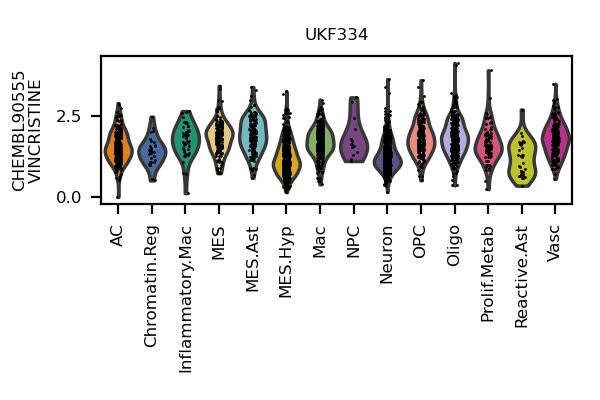 UKF334
CHEMBL90555
VINCRISTINE
2.5
0.0
AC
Chromatin.Reg
Inflammatory.Mac
MES
MES.Ast
MES.Hyp
Mac
NPC
Neuron
OPC
Oligo
Prolif.Metab
Reactive.Ast
Vasc